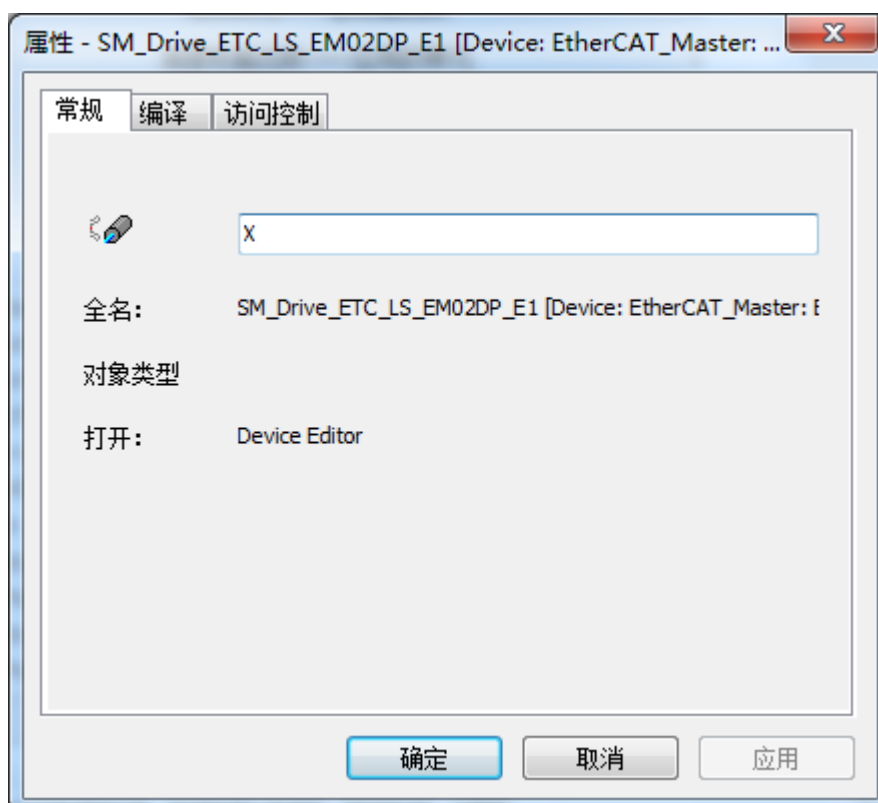 属性 - SM_Drive_ETC_LS_EM02DP_E1 [Device: EtherCAT_Master: ...
常规 编译 访问控制
X
全名: SM_Drive_ETC_LS_EM02DP_E1 [Device: EtherCAT_Master: E
对象类型
打开: Device Editor
确定 取消 应用